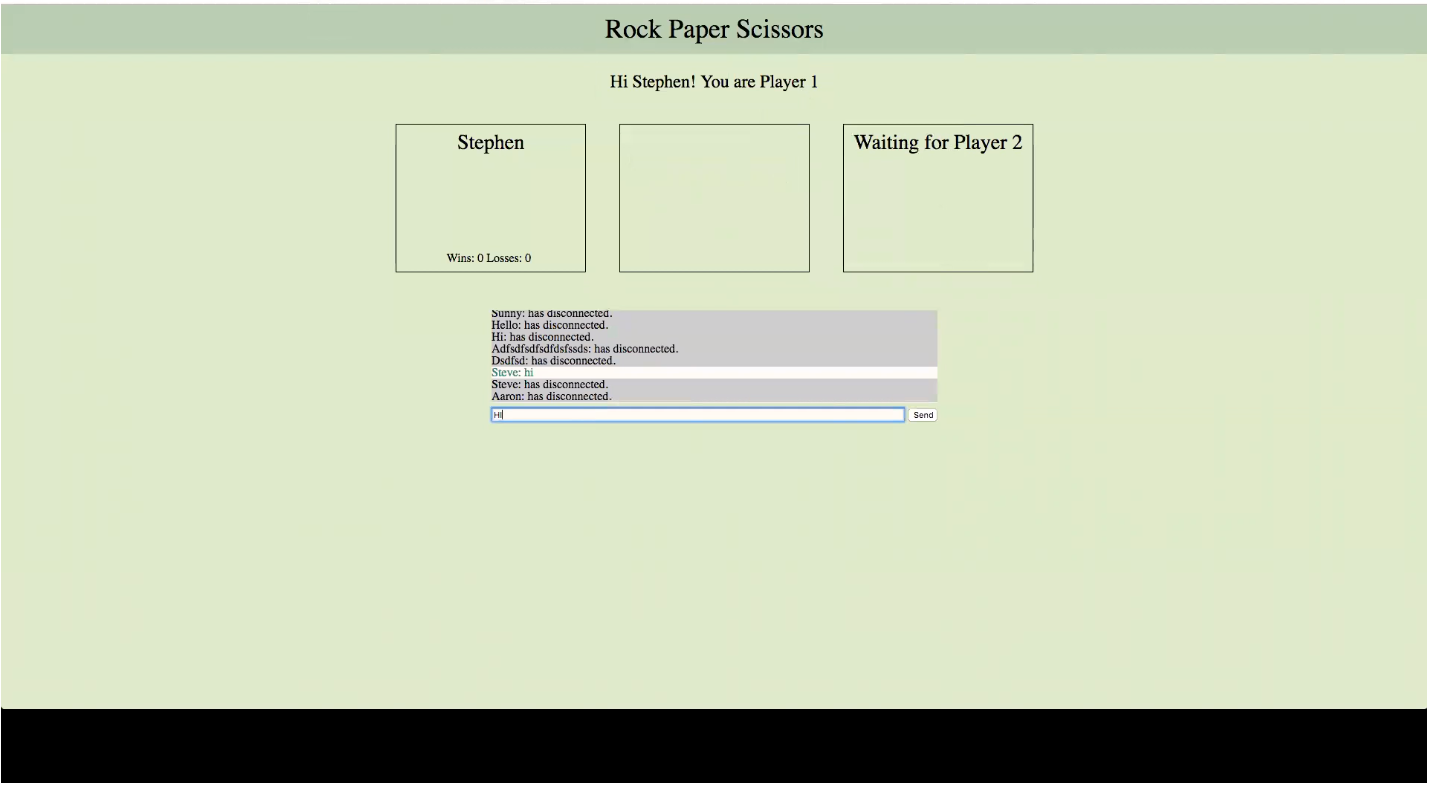 Rock Paper Scissors
Hi Stephen! You are Player 1
Stephen
Waiting for Player 2
Wins: 0 Losses: 0
Sunny: has disconnected.
Hello: has disconnected.
Hi: has disconnected.
Adfsdfsdfsdfdsfssds: has disconnected.
Dsdfsd: has disconnected.
Steve: hi
Steve: has disconnected.
Aaron: has disconnected.
HI
Send